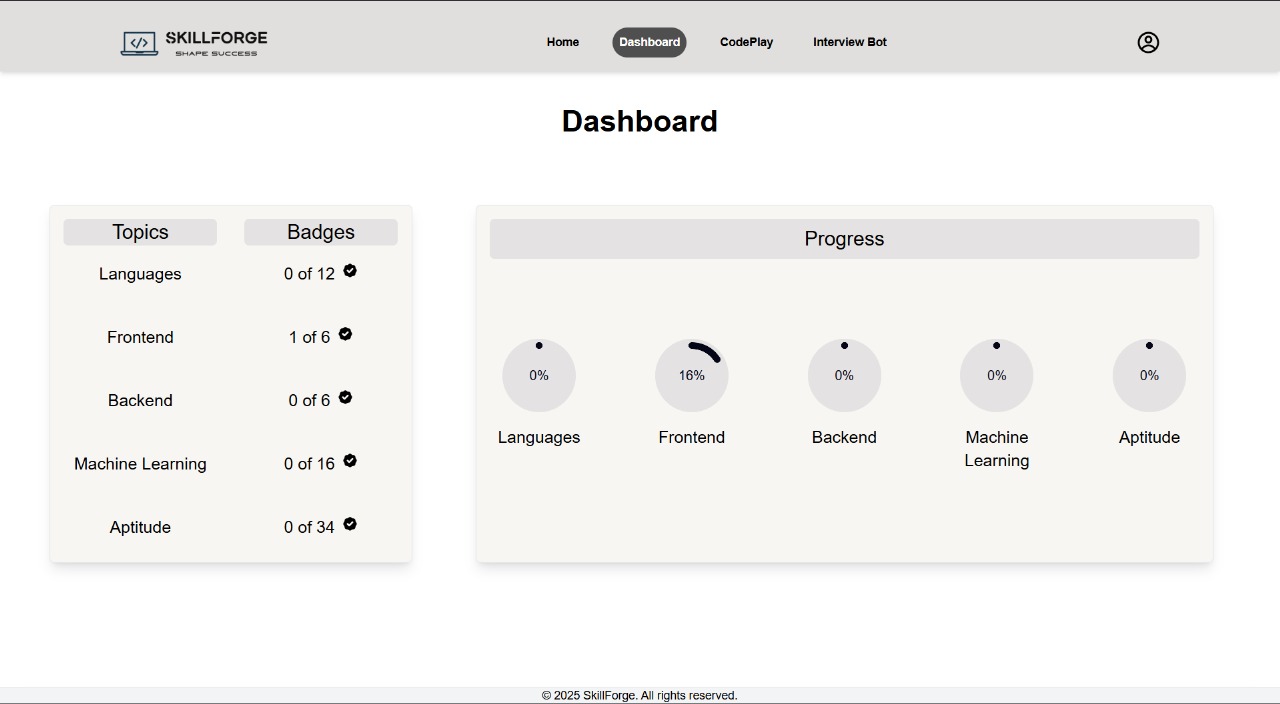 SKILLFORGE
SHAPE SUCCESS
Home
Dashboard
CodePlay
Interview Bot
Dashboard
Topics
Badges
Languages
0 of 12
Frontend
1 of 6
Backend
0 of 6
Machine Learning
0 of 16
Aptitude
0 of 34
Progress
0%
16%
0%
0%
0%
Languages
Frontend
Backend
Machine
Learning
Aptitude
© 2025 SkillForge. All rights reserved.